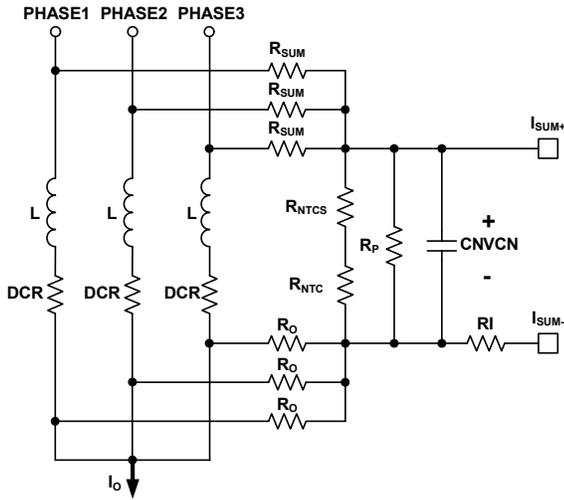 PHASE1 PHASE2 PHASE3
RSUM
RSUM
RSUM
ISUM+
L L L
RNTCS
RP
+
CNVCN
-
DCR DCR DCR
RNTC
RO
RI
ISUM-
RO
RO
IO